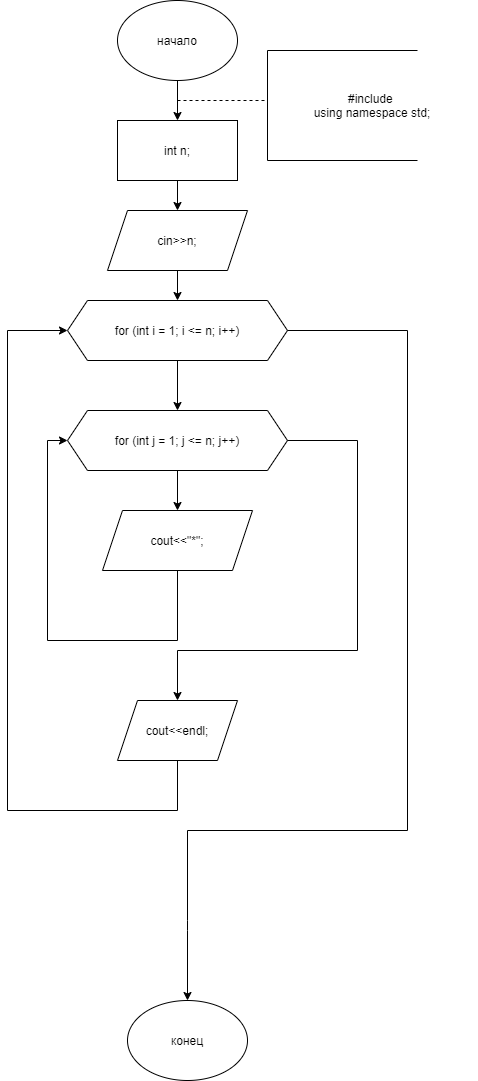 начало
#include
using namespace std;
int n;
cin>>n;
for (int i = 1; i <= n; i++)
for (int j = 1; j <= n; j++)
cout<<"*";
cout<<endl;
конец